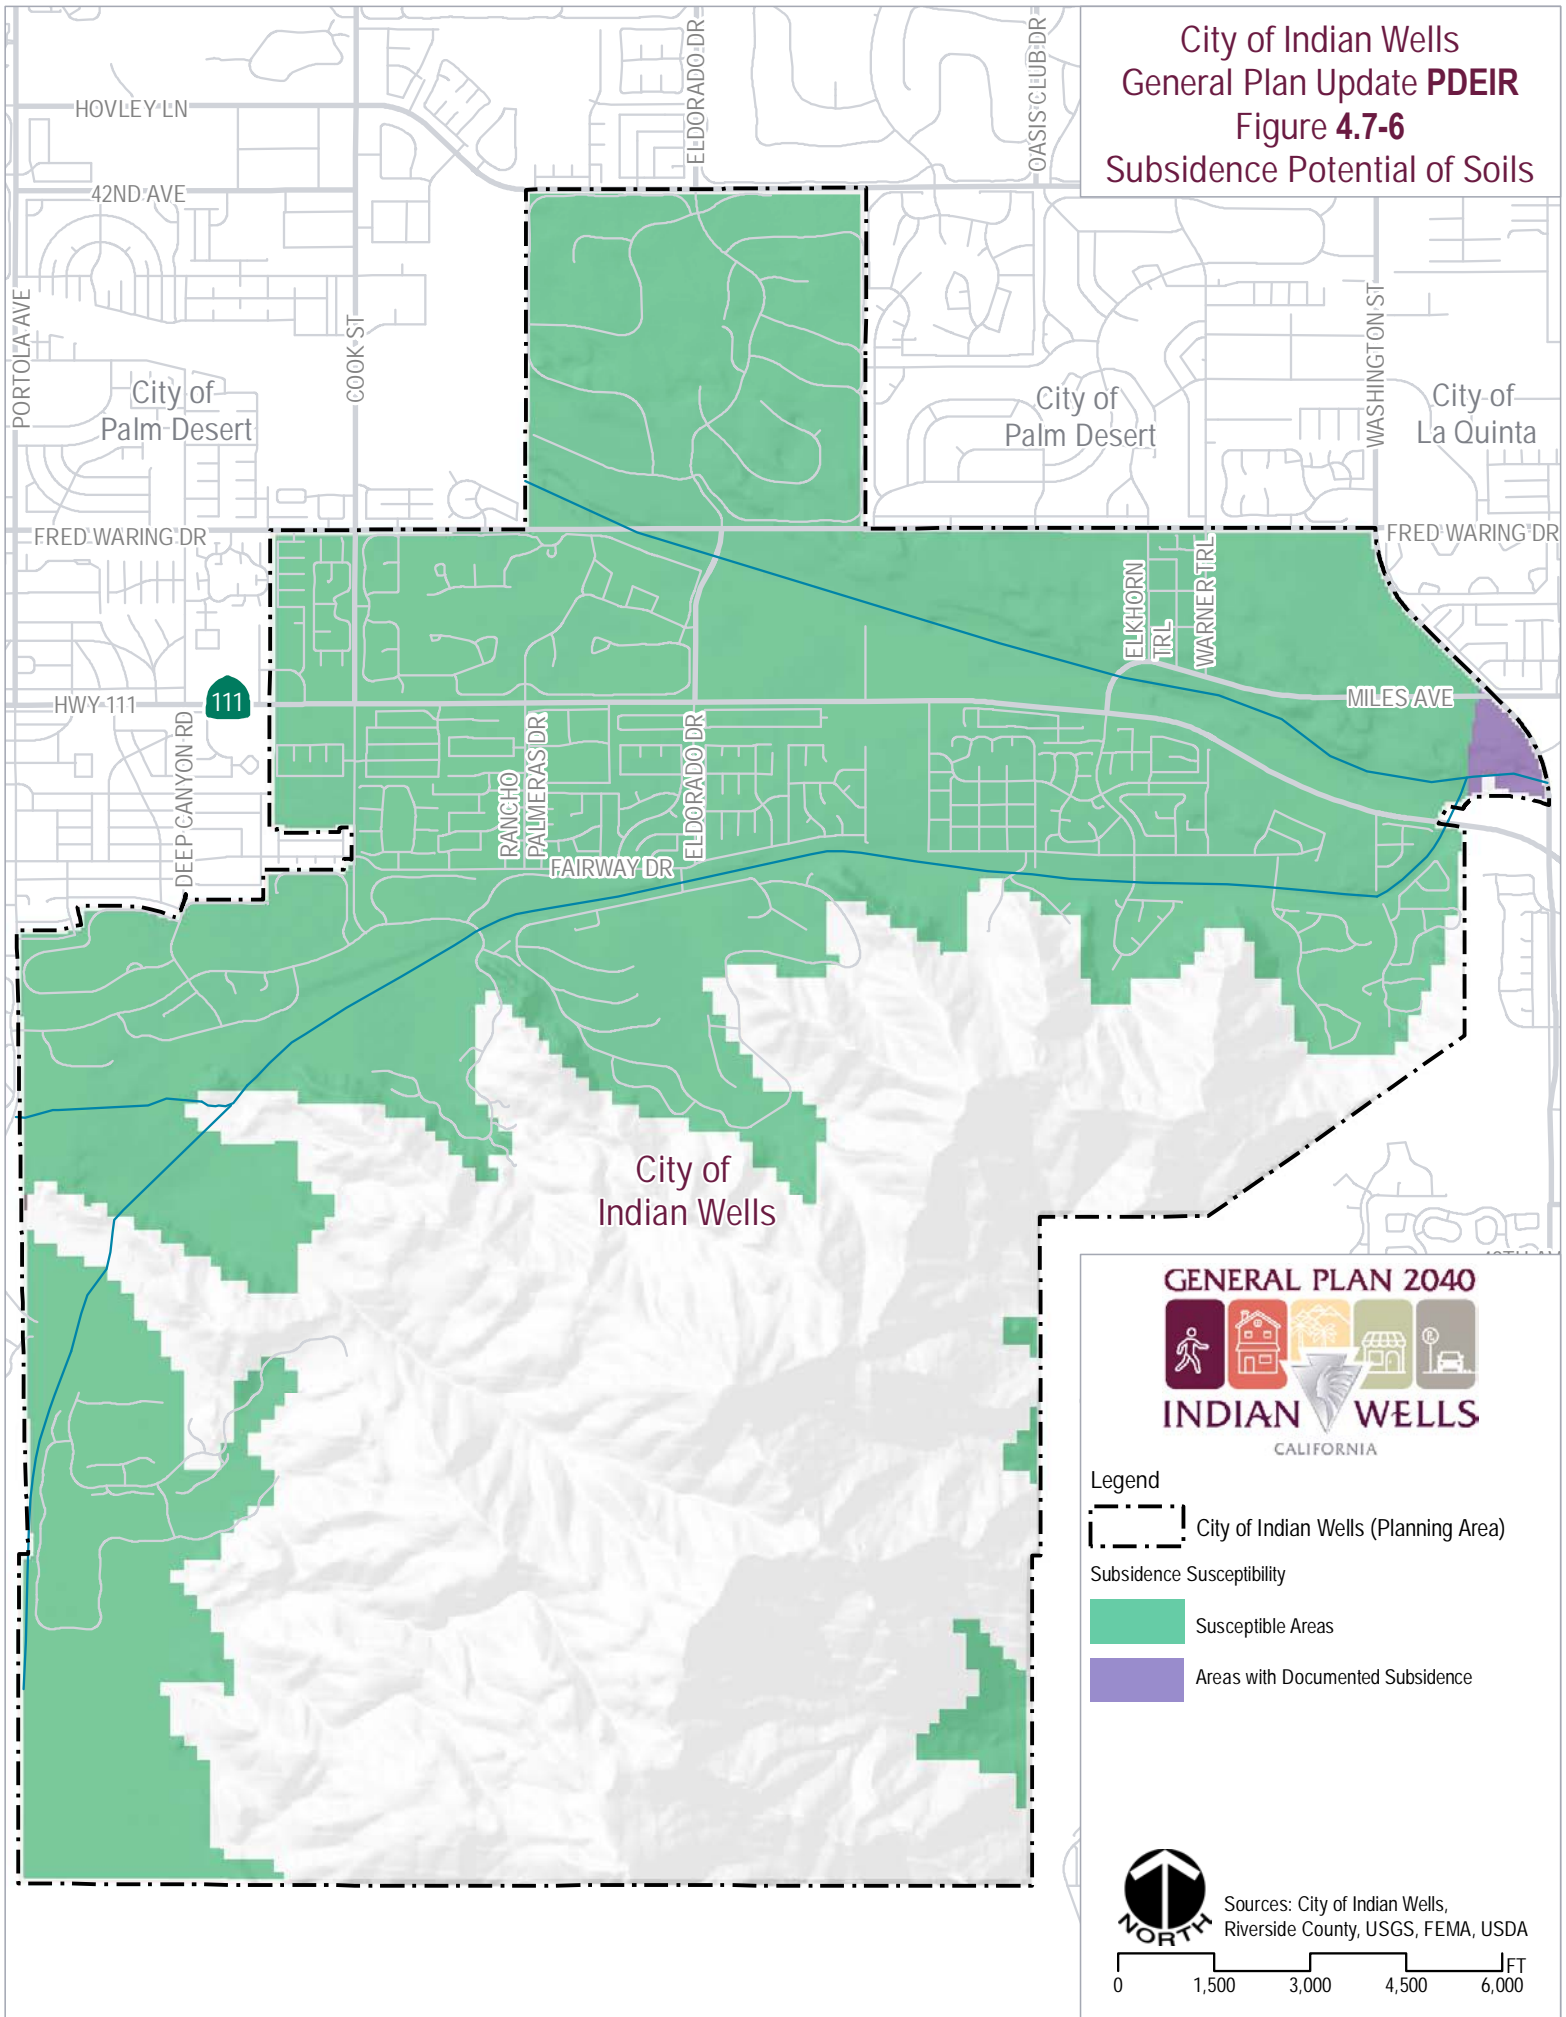 City of Indian Wells
General Plan Update PDEIR
Figure 4.7-6
Subsidence Potential of Soils
HOVLEY LN
42ND AVE
ELDORADO DR
OASIS CLUB DR
PORTOLA AVE
COOK ST
WASHINGTON ST
City of
Palm Desert
City of
Palm Desert
City of
La Quinta
FRED WARING DR
FRED WARING DR
ELKHORN
TRL
WARNER TRL
HWY 111
111
MILES AVE
DEEP CANYON RD
RANCHO
PALMERAS DR
ELDORADO DR
FAIRWAY DR
City of
Indian Wells
GENERAL PLAN 2040
INDIAN WELLS
CALIFORNIA
Legend
City of Indian Wells (Planning Area)
Subsidence Susceptibility
Susceptible Areas
Areas with Documented Subsidence
NORTH
Sources: City of Indian Wells,
Riverside County, USGS, FEMA, USDA
FT
0 1,500 3,000 4,500 6,000